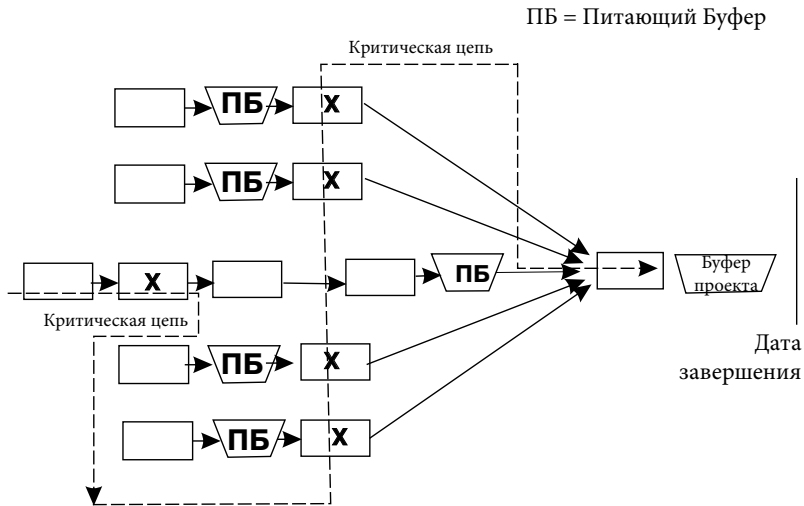 ПБ = Питающий Буфер
Критическая цепь
ПБ
X
ПБ
X
X
ПБ
Буфер
проекта
Критическая цепь
Дата
завершения
ПБ
X
ПБ
X